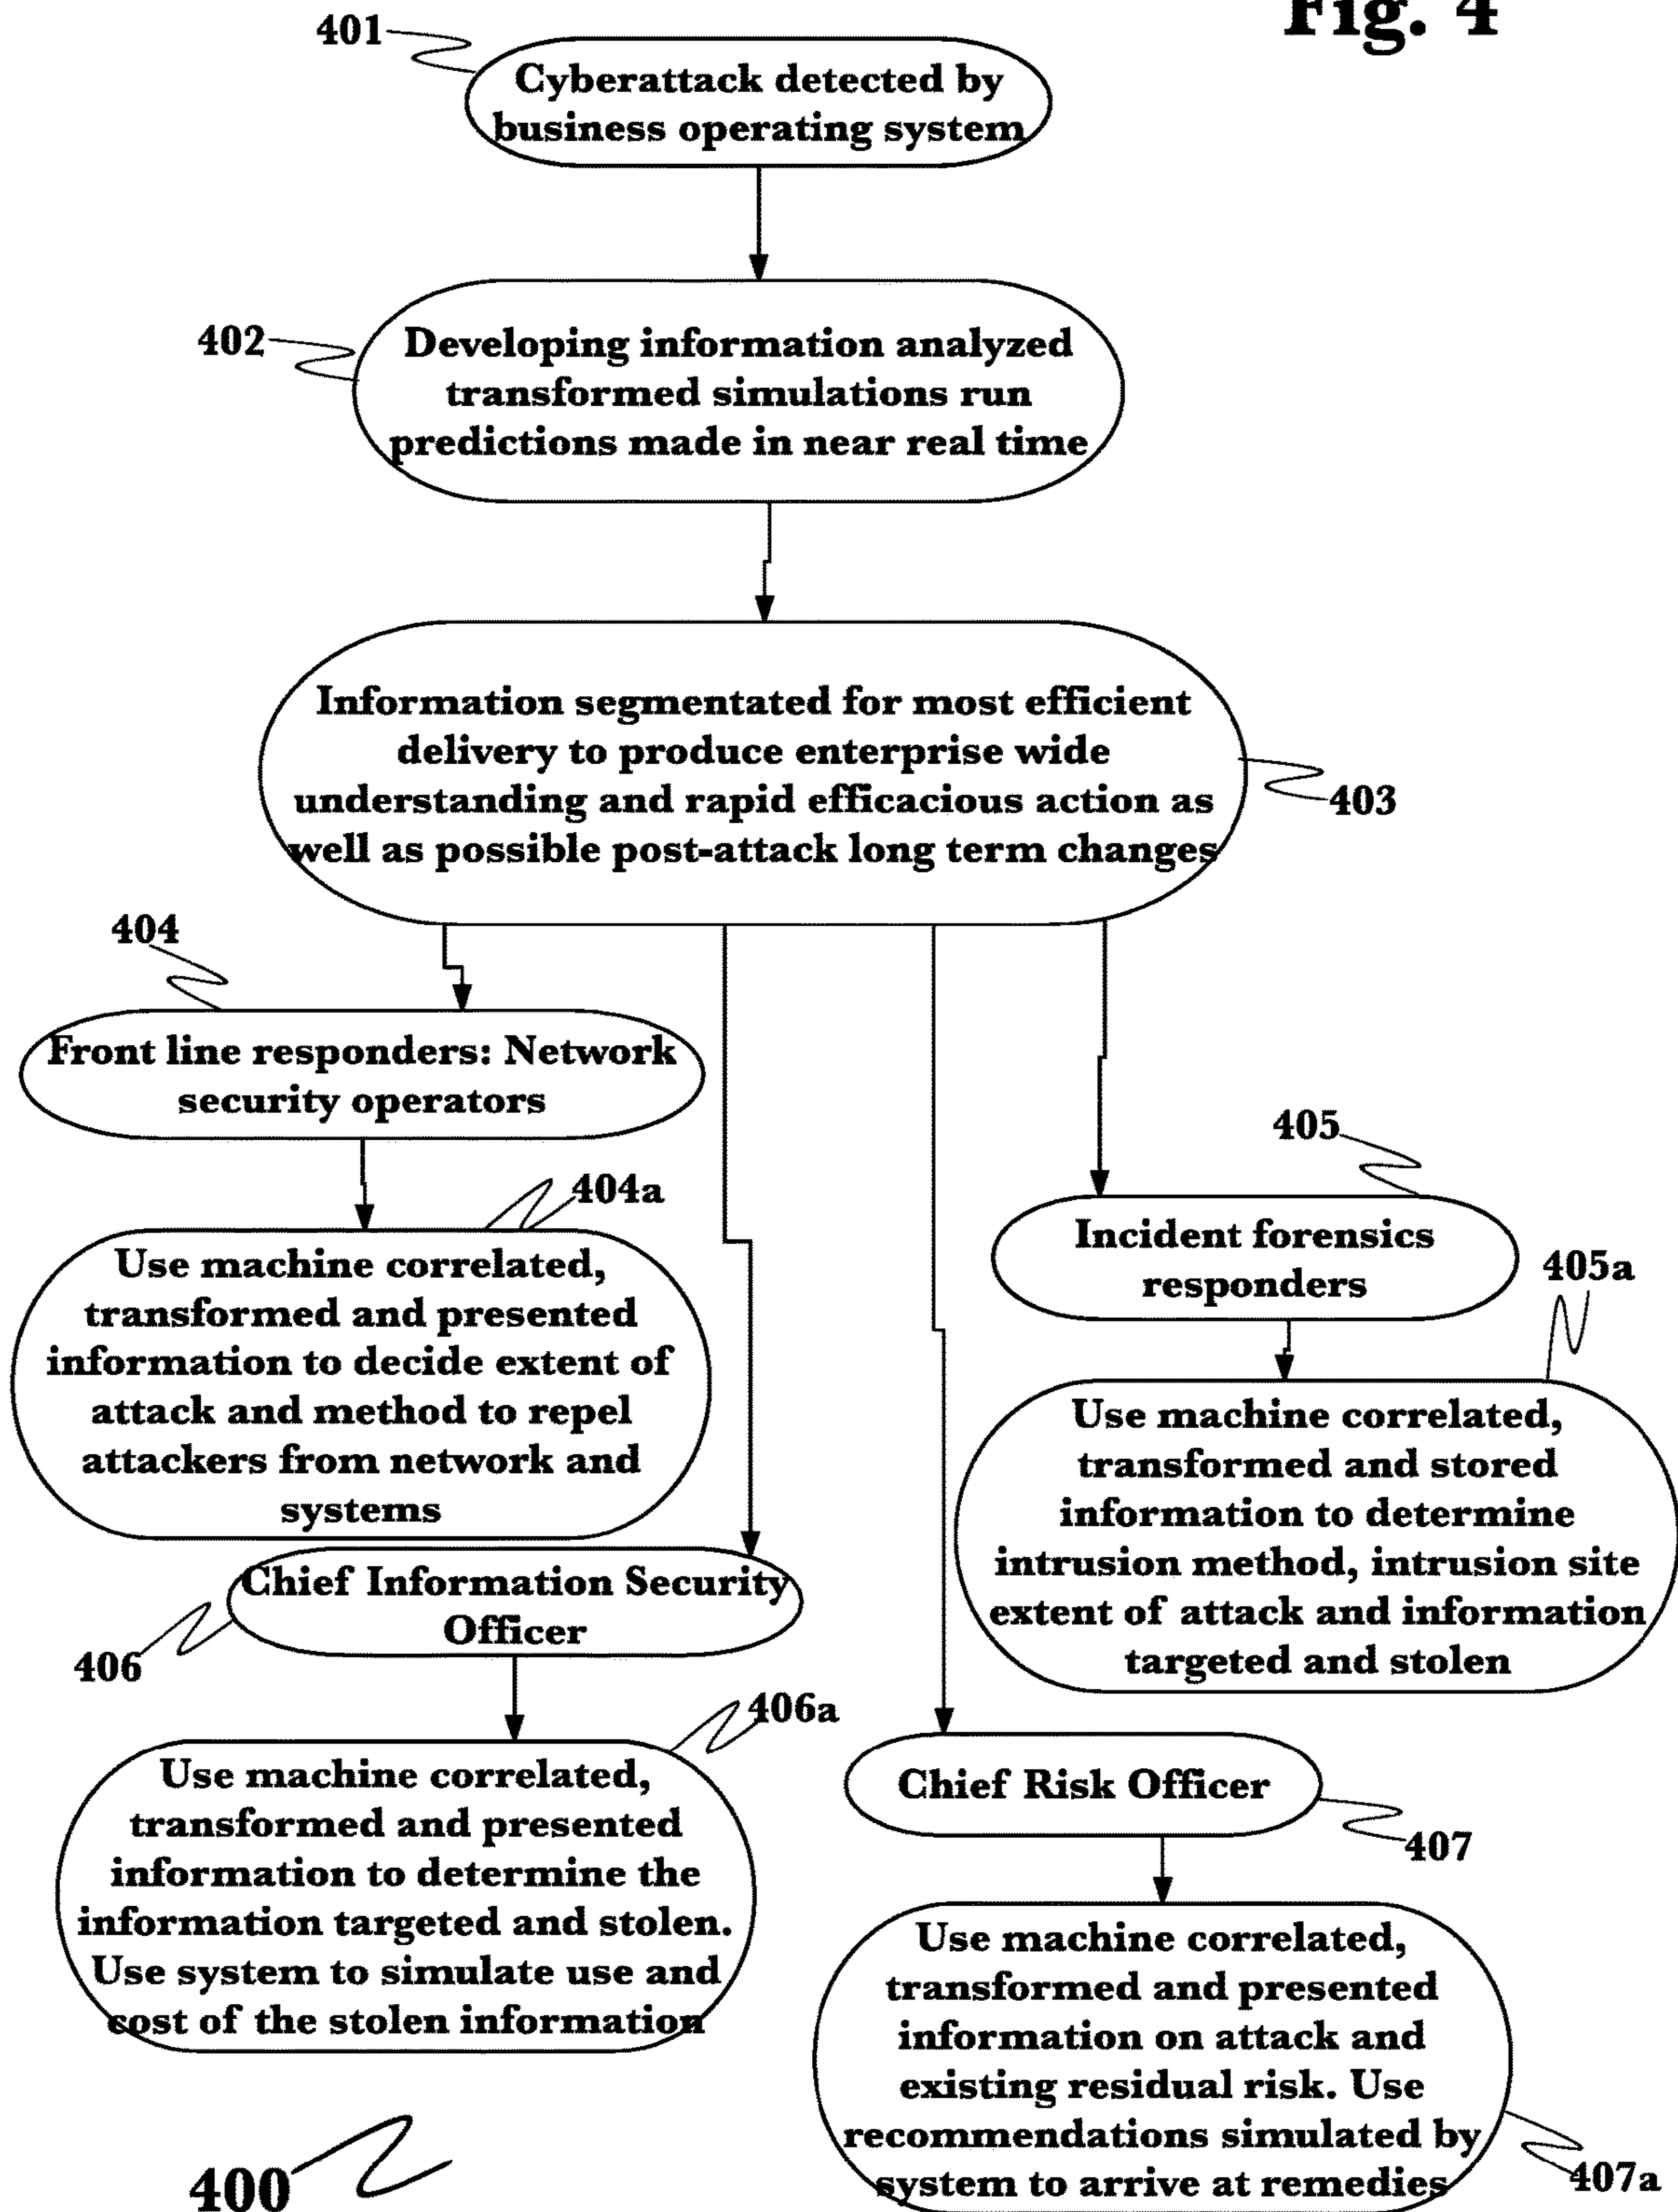 Fig. 4
401
Cyberattack detected by
business operating system
402
Developing information analyzed
transformed simulations run
predictions made in near real time
Information segmentated for most efficient
delivery to produce enterprise wide
understanding and rapid efficacious action as
well as possible post-attack long term changes
403
404
Front line responders: Network
security operators
404a
Use machine correlated,
transformed and presented
information to decide extent of
attack and method to repel
attackers from network and
systems
405
Incident forensics
responders
405a
Use machine correlated,
transformed and stored
information to determine
intrusion method, intrusion site
extent of attack and information
targeted and stolen
Chief Information Security
Officer
406
406a
Use machine correlated,
transformed and presented
information to determine the
information targeted and stolen.
Use system to simulate use and
cost of the stolen information
Chief Risk Officer
407
Use machine correlated,
transformed and presented
information on attack and
existing residual risk. Use
recommendations simulated by
system to arrive at remedies
407a
400